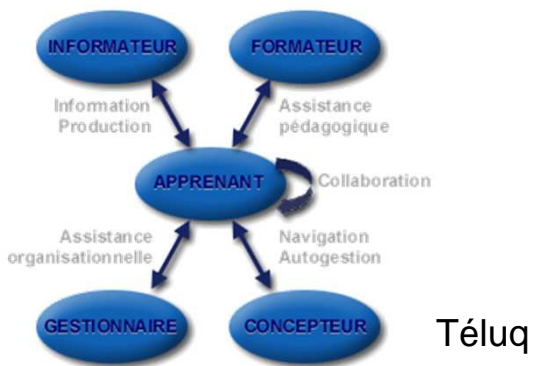 INFORMATEUR
FORMATEUR
Information
Production
Assistance
pédagogique
APPRENANT
Collaboration
Assistance
organisationnelle
Navigation
Autogestion
GESTIONNAIRE
CONCEPTEUR
Téluq